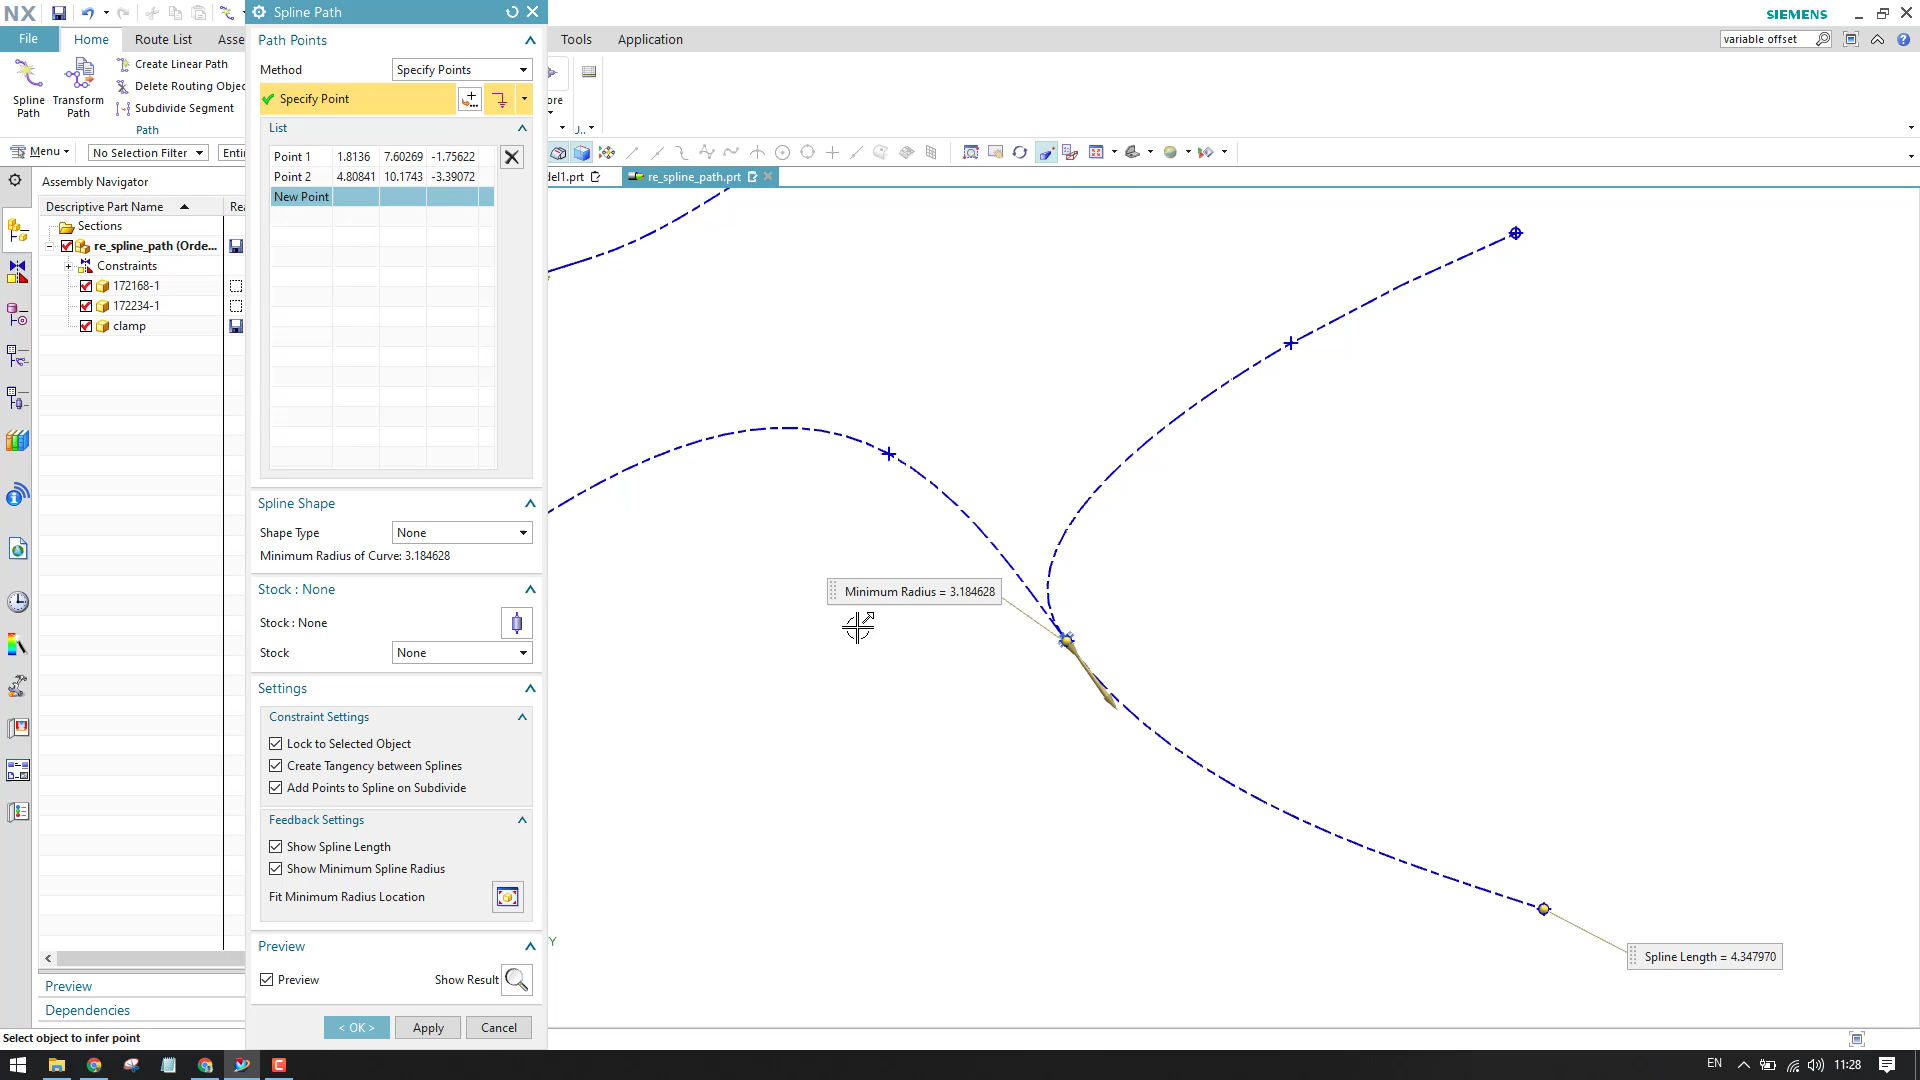 NX
Spline Path
SIEMENS
File
Home
Route List
Asse
Tools
Application
variable offset
Spline Path
Transform Path
Create Linear Path
Delete Routing Objec
Subdivide Segment
Path
ore
Menu
No Selection Filter
Entir
del1.prt
re_spline_path.prt
Path Points
Method
Specify Points
Specify Point
List
Point 1 1.8136 7.60269 -1.75622
Point 2 4.80841 10.1743 -3.39072
New Point
Assembly Navigator
Descriptive Part Name
Rea
Sections
re_spline_path (Orde...
Constraints
172168-1
172234-1
clamp
Spline Shape
Shape Type
None
Minimum Radius of Curve: 3.184628
Stock : None
Stock : None
Stock
None
Settings
Constraint Settings
Lock to Selected Object
Create Tangency between Splines
Add Points to Spline on Subdivide
Feedback Settings
Show Spline Length
Show Minimum Spline Radius
Fit Minimum Radius Location
Preview
Preview
Show Result
< OK >
Apply
Cancel
Preview
Dependencies
Select object to infer point
Minimum Radius = 3.184628
Spline Length = 4.347970
Y
EN
11:28